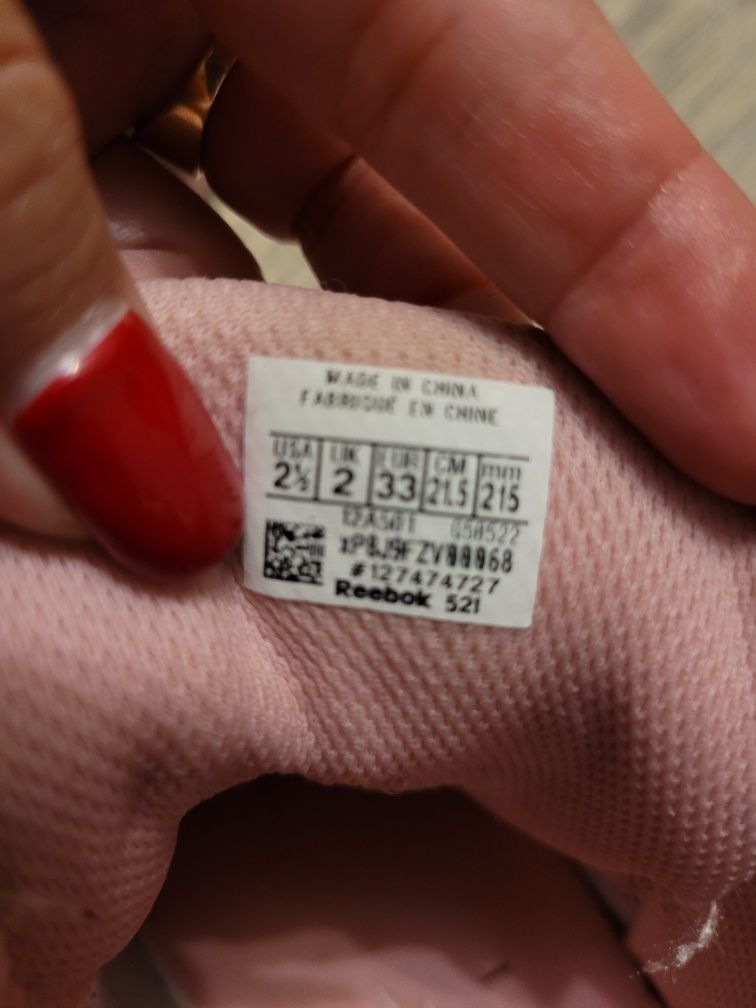 MADE IN CHINA
FABRIQUÉ EN CHINE
USA UK EUR CM mm
2½ 2 33 21.5 215
G58522
#127474727
Reebok 521